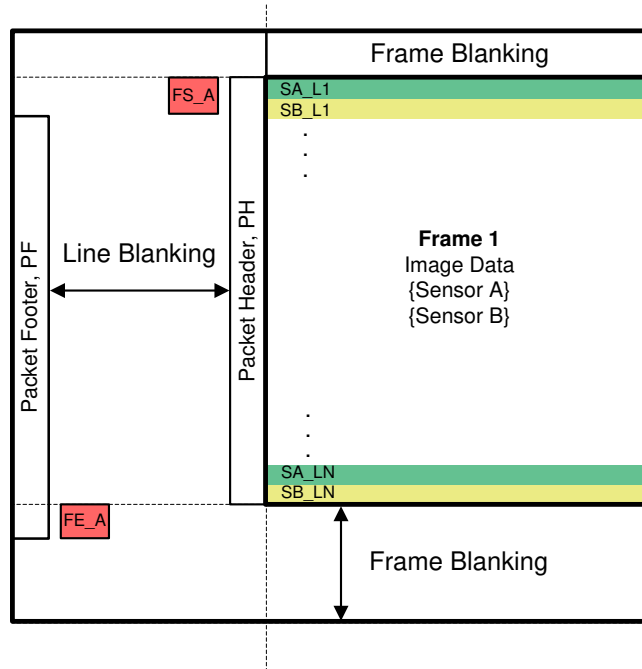 Frame Blanking
FS_A
SA_L1
SB_L1
.
.
.
Packet Footer, PF
Line Blanking
Packet Header, PH
Frame 1
Image Data
{Sensor A}
{Sensor B}
.
.
.
SA_LN
SB_LN
FE_A
Frame Blanking